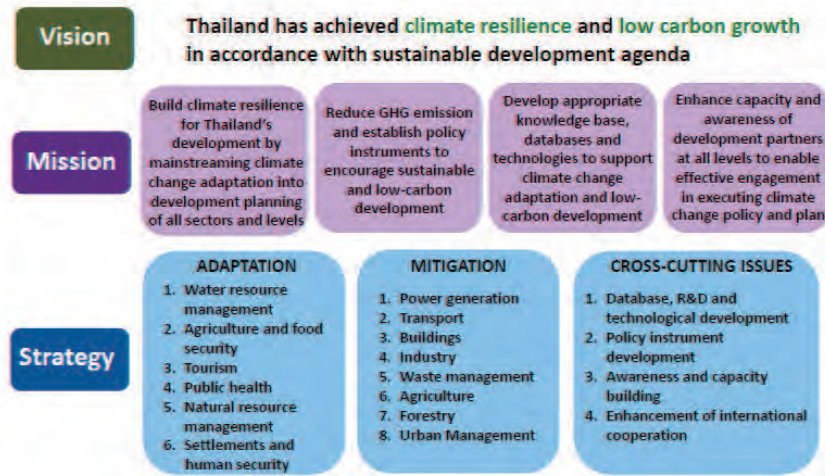 Vision
Thailand has achieved climate resilience and low carbon growth
in accordance with sustainable development agenda
Mission
Build climate resilience
for Thailand's
development by
mainstreaming climate
change adaptation into
development planning
of all sectors and levels
Reduce GHG emission
and establish policy
instruments to
encourage sustainable
and low-carbon
development
Develop appropriate
knowledge base,
databases and
technologies to support
climate change
adaptation and low-
carbon development
Enhance capacity and
awareness of
development partners
at all levels to enable
effective engagement
in executing climate
change policy and plan
Strategy
ADAPTATION
1. Water resource
management
2. Agriculture and food
security
3. Tourism
4. Public health
5. Natural resource
management
6. Settlements and
human security
MITIGATION
1. Power generation
2. Transport
3. Buildings
4. Industry
5. Waste management
6. Agriculture
7. Forestry
8. Urban Management
CROSS-CUTTING ISSUES
1. Database, R&D and
technological development
2. Policy instrument
development
3. Awareness and capacity
building
4. Enhancement of international
cooperation